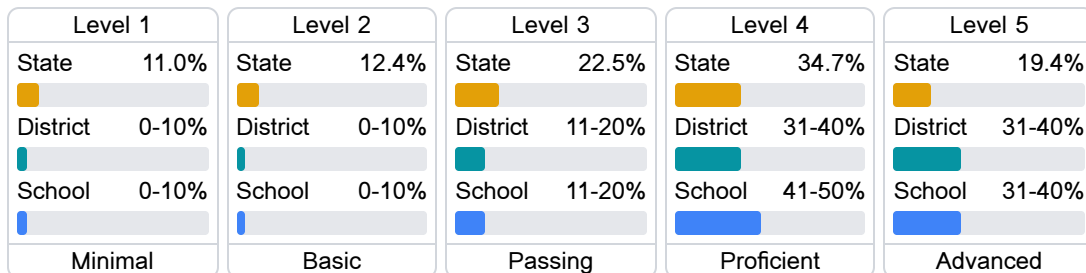 Level 1
State 11.0%
District 0-10%
School 0-10%
Minimal
Level 2
State 12.4%
District 0-10%
School 0-10%
Basic
Level 3
State 22.5%
District 11-20%
School 11-20%
Passing
Level 4
State 34.7%
District 31-40%
School 41-50%
Proficient
Level 5
State 19.4%
District 31-40%
School 31-40%
Advanced